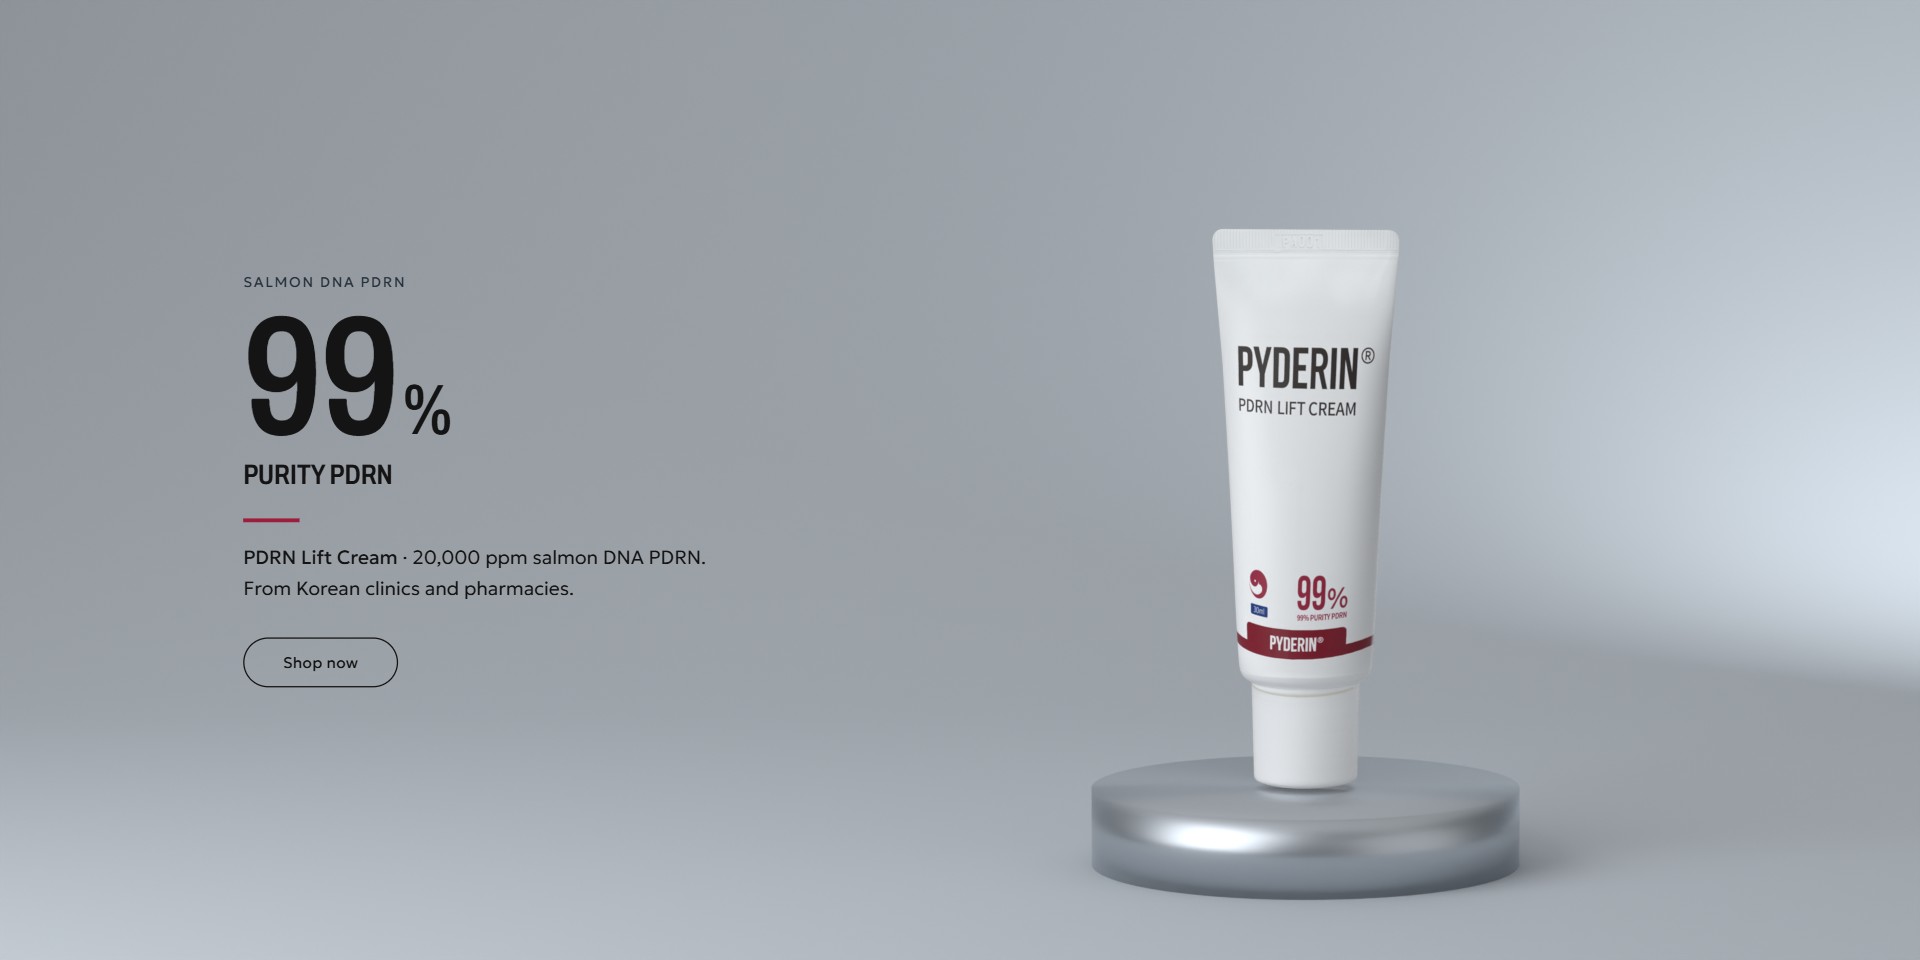 SALMON DNA PDRN
99%
PURITY PDRN
PDRN Lift Cream · 20,000 ppm salmon DNA PDRN.
From Korean clinics and pharmacies.
Shop now
PYDERIN®
PDRN LIFT CREAM
99%
99% PURITY PDRN
PYDERIN®